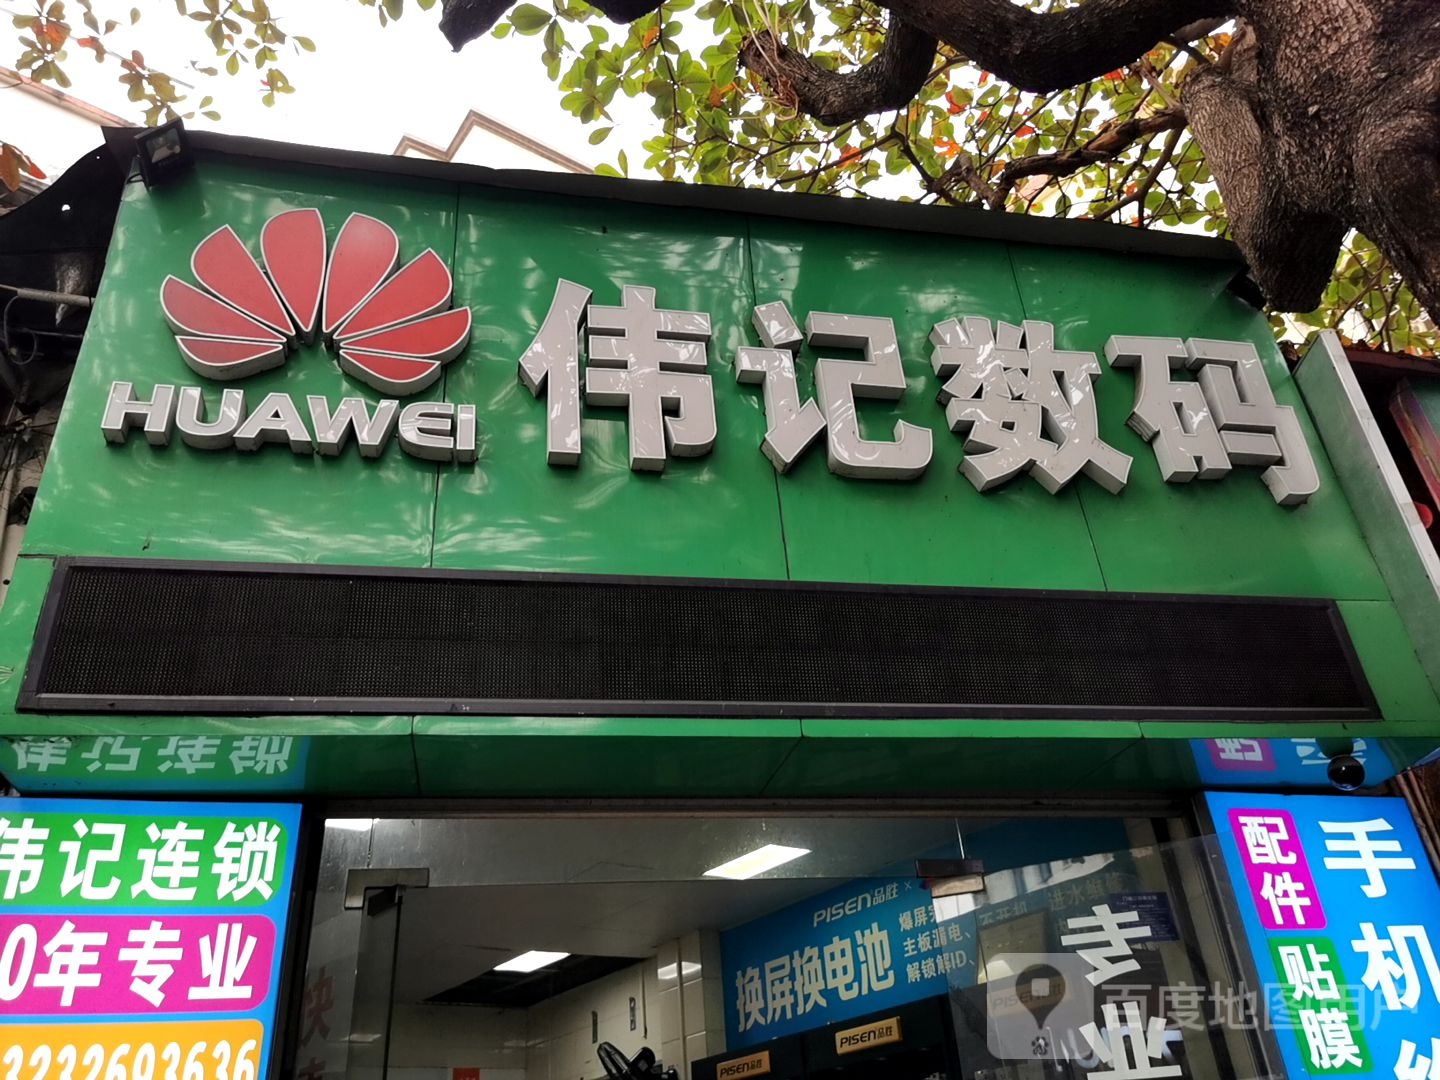 HUAWEI
伟记数码
伟记连锁
0年专业
3232693636
配件
贴膜
手机
PISEN品胜
换屏换电池
主板漏电、
解锁解ID、
进水维修
专业
快
PISEN品胜
PISEN品胜
百度地图用户